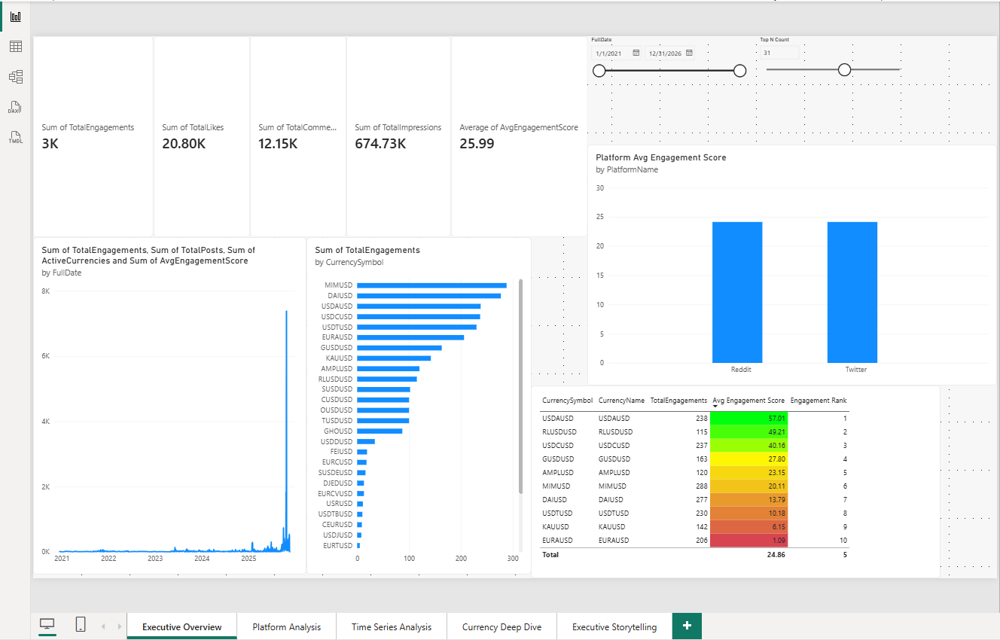 DAX
TMDL
Sum of TotalEngagements
3K
Sum of TotalLikes
20.80K
Sum of TotalComme...
12.15K
Sum of TotalImpressions
674.73K
Average of AvgEngagementScore
25.99
FullDate
1/1/2021
12/31/2026
Top N Count
31
Platform Avg Engagement Score
by PlatformName
30
25
20
15
10
5
0
Reddit
Twitter
Sum of TotalEngagements, Sum of TotalPosts, Sum of
ActiveCurrencies and Sum of AvgEngagementScore
by FullDate
8K
6K
4K
2K
0K
2021 2022 2023 2024 2025
Sum of TotalEngagements
by CurrencySymbol
MIMUSD
DAIUSD
USDAUSD
USDCUSD
USDTUSD
EURAUSD
GUSDUSD
KAUUSD
AMPLUSD
RLUSDUSD
SUSDUSD
CUSDUSD
OUSDUSD
TUSDUSD
GHOUSD
USDDUSD
FEIUSD
EURCUSD
SUSDEUSD
DJEDUSD
EURCVUSD
USRUSD
USDTBUSD
CEURUSD
USDJUSD
EURTUSD
0 100 200 300
CurrencySymbol CurrencyName TotalEngagements Avg Engagement Score Engagement Rank
USDAUSD USDAUSD 238 57.01 1
RLUSDUSD RLUSDUSD 115 49.21 2
USDCUSD USDCUSD 237 40.16 3
GUSDUSD GUSDUSD 163 27.80 4
AMPLUSD AMPLUSD 120 23.15 5
MIMUSD MIMUSD 288 20.11 6
DAIUSD DAIUSD 277 13.79 7
USDTUSD USDTUSD 230 10.18 8
KAUUSD KAUUSD 142 6.15 9
EURAUSD EURAUSD 206 1.09 10
Total 24.86 5
Executive Overview
Platform Analysis
Time Series Analysis
Currency Deep Dive
Executive Storytelling
+